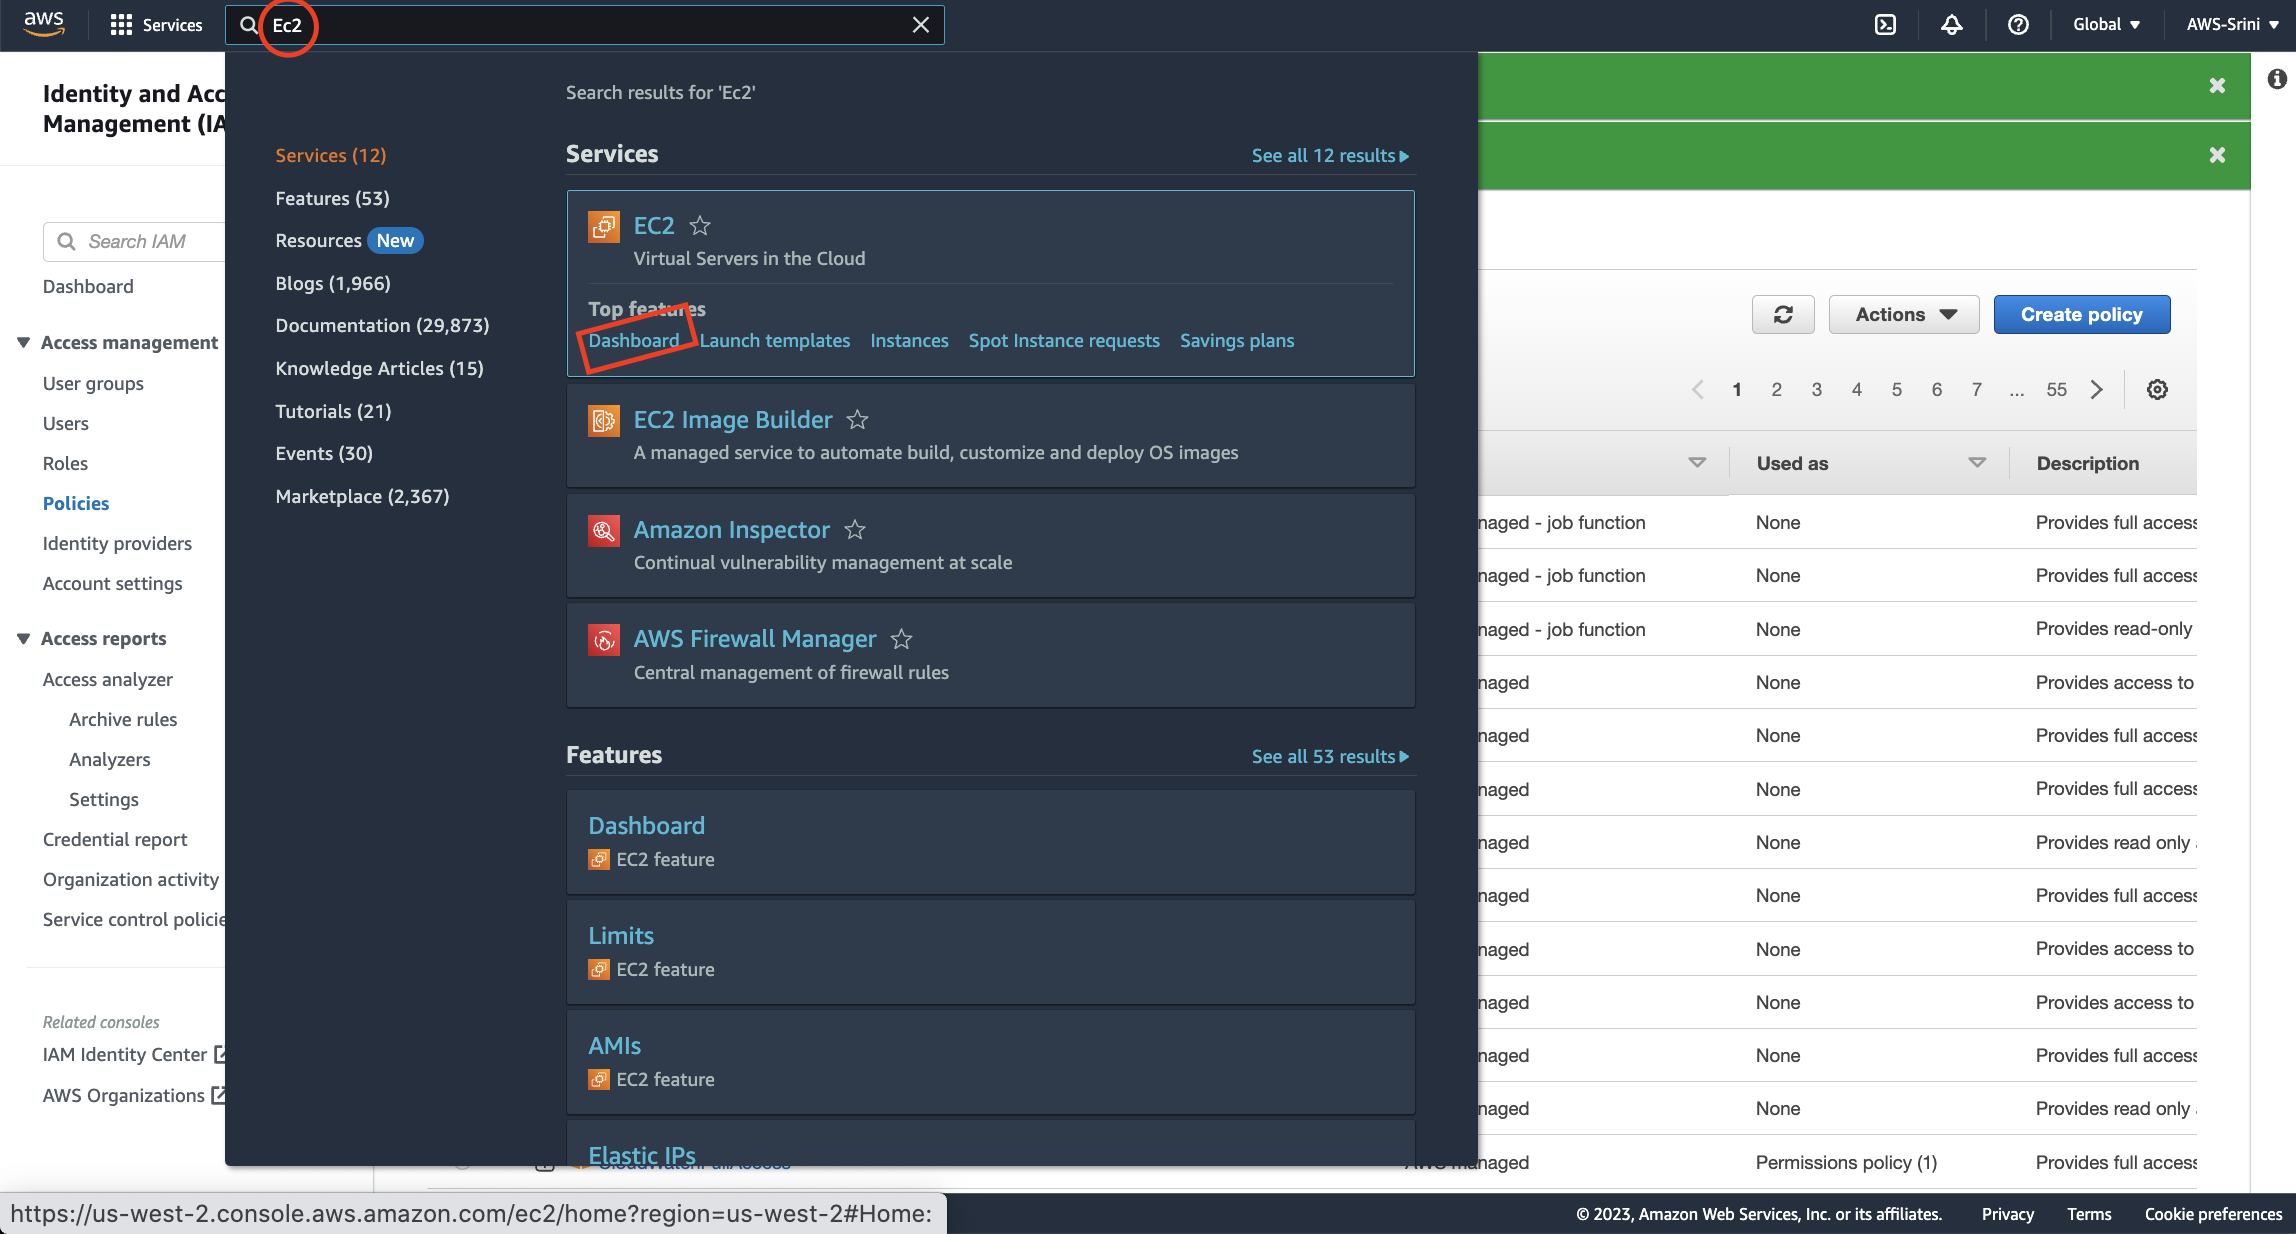 aws
Services
Ec2
Global
AWS-Srini
Identity and Acc
Management (IA
Search IAM
Dashboard
Access management
User groups
Users
Roles
Policies
Identity providers
Account settings
Access reports
Access analyzer
Archive rules
Analyzers
Settings
Credential report
Organization activity
Service control policie
Related consoles
IAM Identity Center
AWS Organizations
Services (12)
Features (53)
Resources New
Blogs (1,966)
Documentation (29,873)
Knowledge Articles (15)
Tutorials (21)
Events (30)
Marketplace (2,367)
Search results for 'Ec2'
Services
See all 12 results
EC2
Virtual Servers in the Cloud
Top features
Dashboard Launch templates Instances Spot Instance requests Savings plans
EC2 Image Builder
A managed service to automate build, customize and deploy OS images
Amazon Inspector
Continual vulnerability management at scale
AWS Firewall Manager
Central management of firewall rules
Features
See all 53 results
Dashboard
EC2 feature
Limits
EC2 feature
AMIs
EC2 feature
Elastic IPs
Actions
Create policy
1 2 3 4 5 6 7 ... 55
Used as Description
naged - job function None Provides full access
naged - job function None Provides full access
naged - job function None Provides read-only
naged None Provides access to
naged None Provides full access
naged None Provides full access
naged None Provides read only
naged None Provides full access
naged None Provides access to
naged None Provides access to
naged None Provides full access
naged None Provides read only
naged Permissions policy (1) Provides full access
https://us-west-2.console.aws.amazon.com/ec2/home?region=us-west-2#Home:
© 2023, Amazon Web Services, Inc. or its affiliates. Privacy Terms Cookie preferences